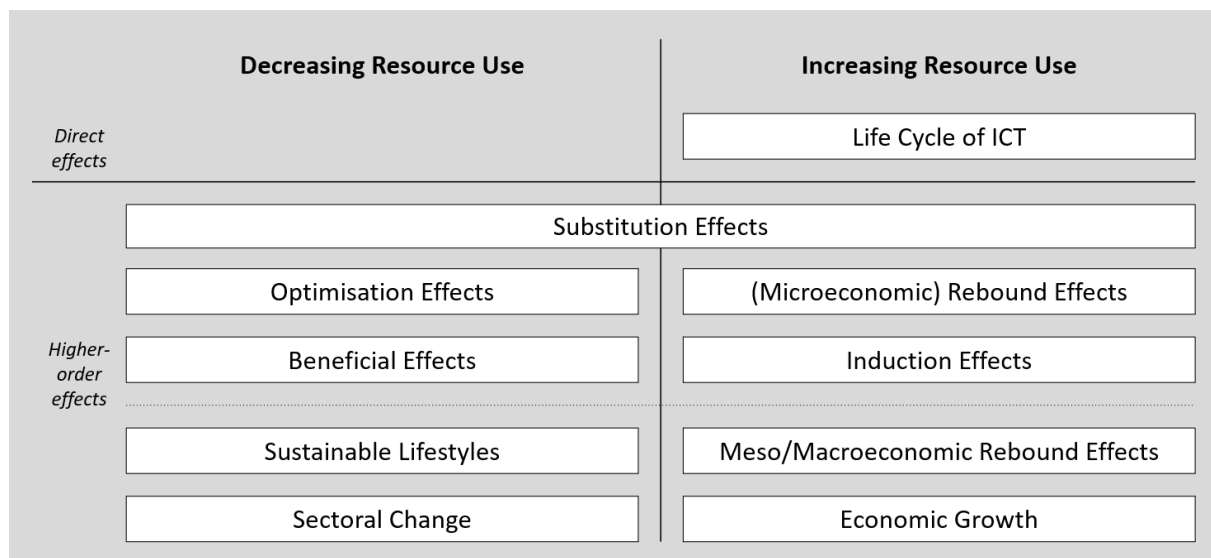 Decreasing Resource Use
Increasing Resource Use
Direct
effects
Life Cycle of ICT
Substitution Effects
Optimisation Effects
(Microeconomic) Rebound Effects
Higher-
order
effects
Beneficial Effects
Induction Effects
Sustainable Lifestyles
Meso/Macroeconomic Rebound Effects
Sectoral Change
Economic Growth